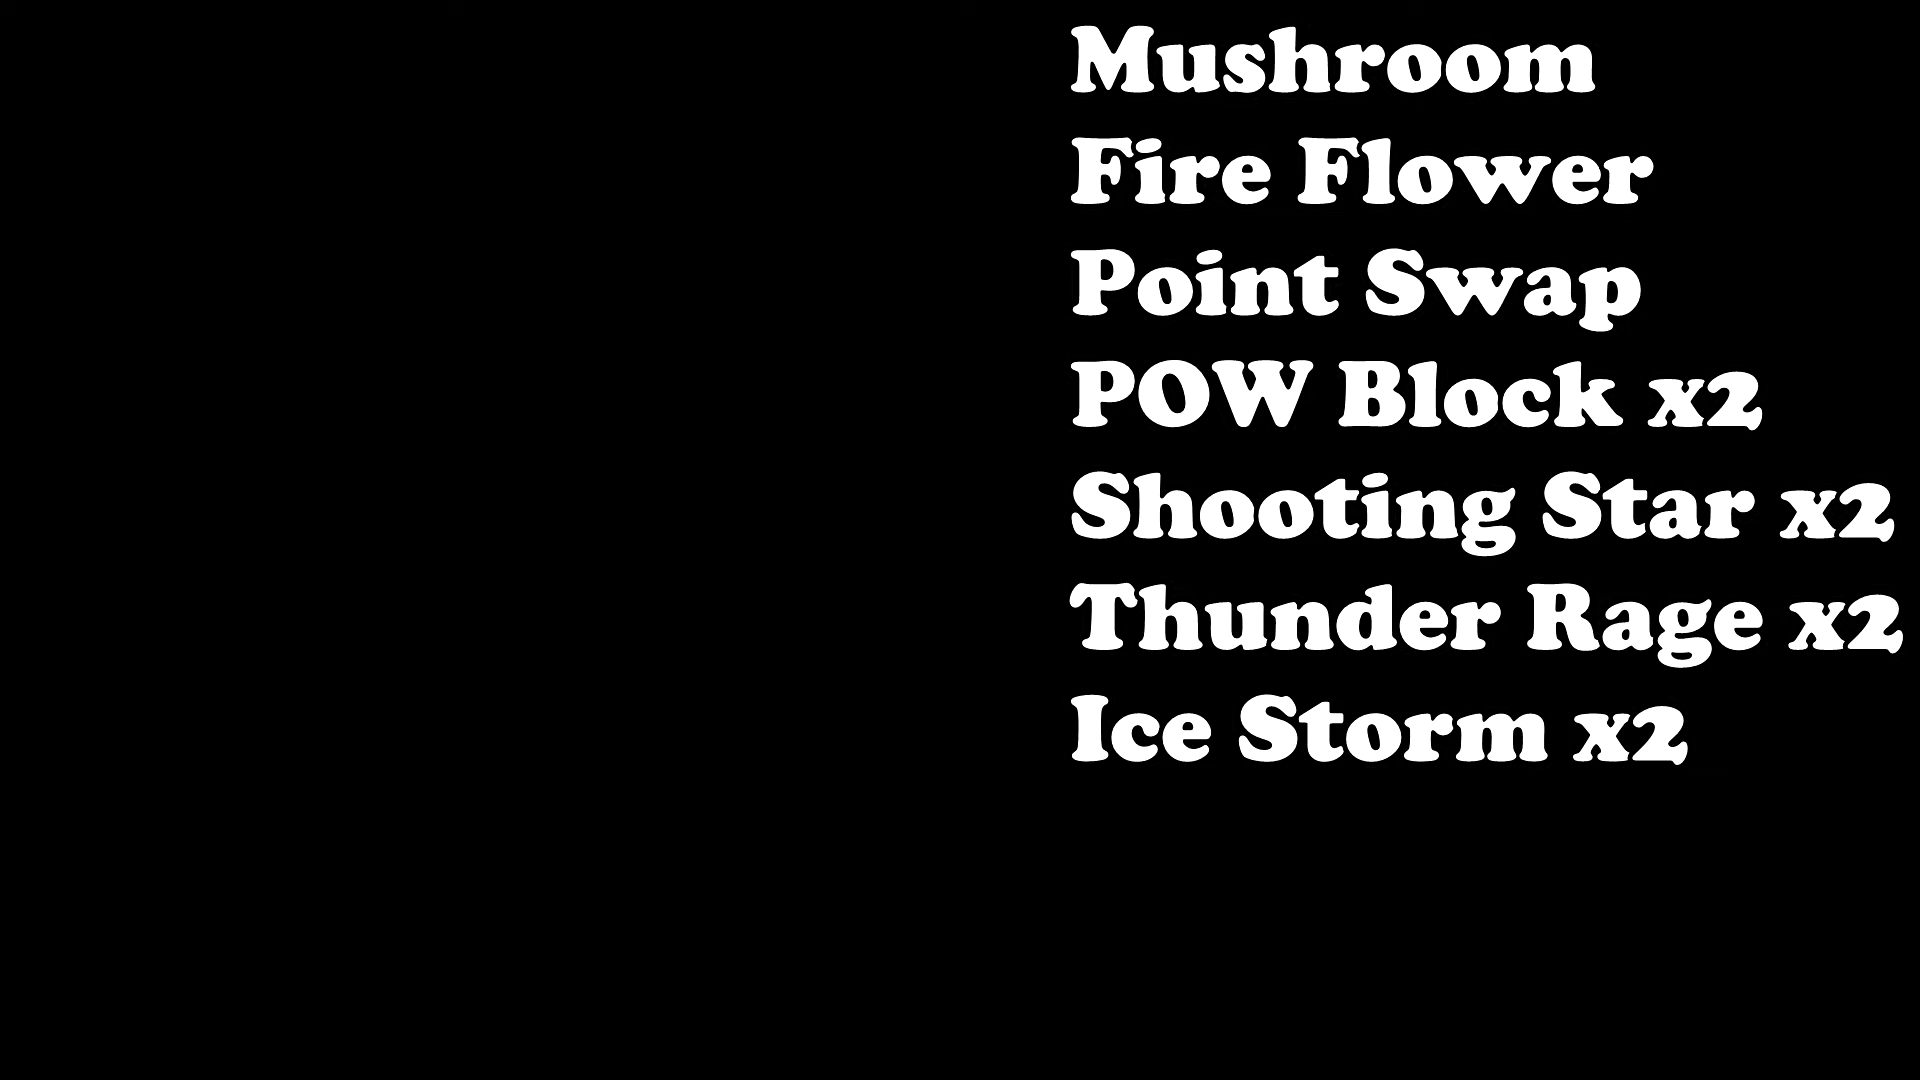 Mushroom
Fire Flower
Point Swap
POW Block x2
Shooting Star x2
Thunder Rage x2
Ice Storm x2